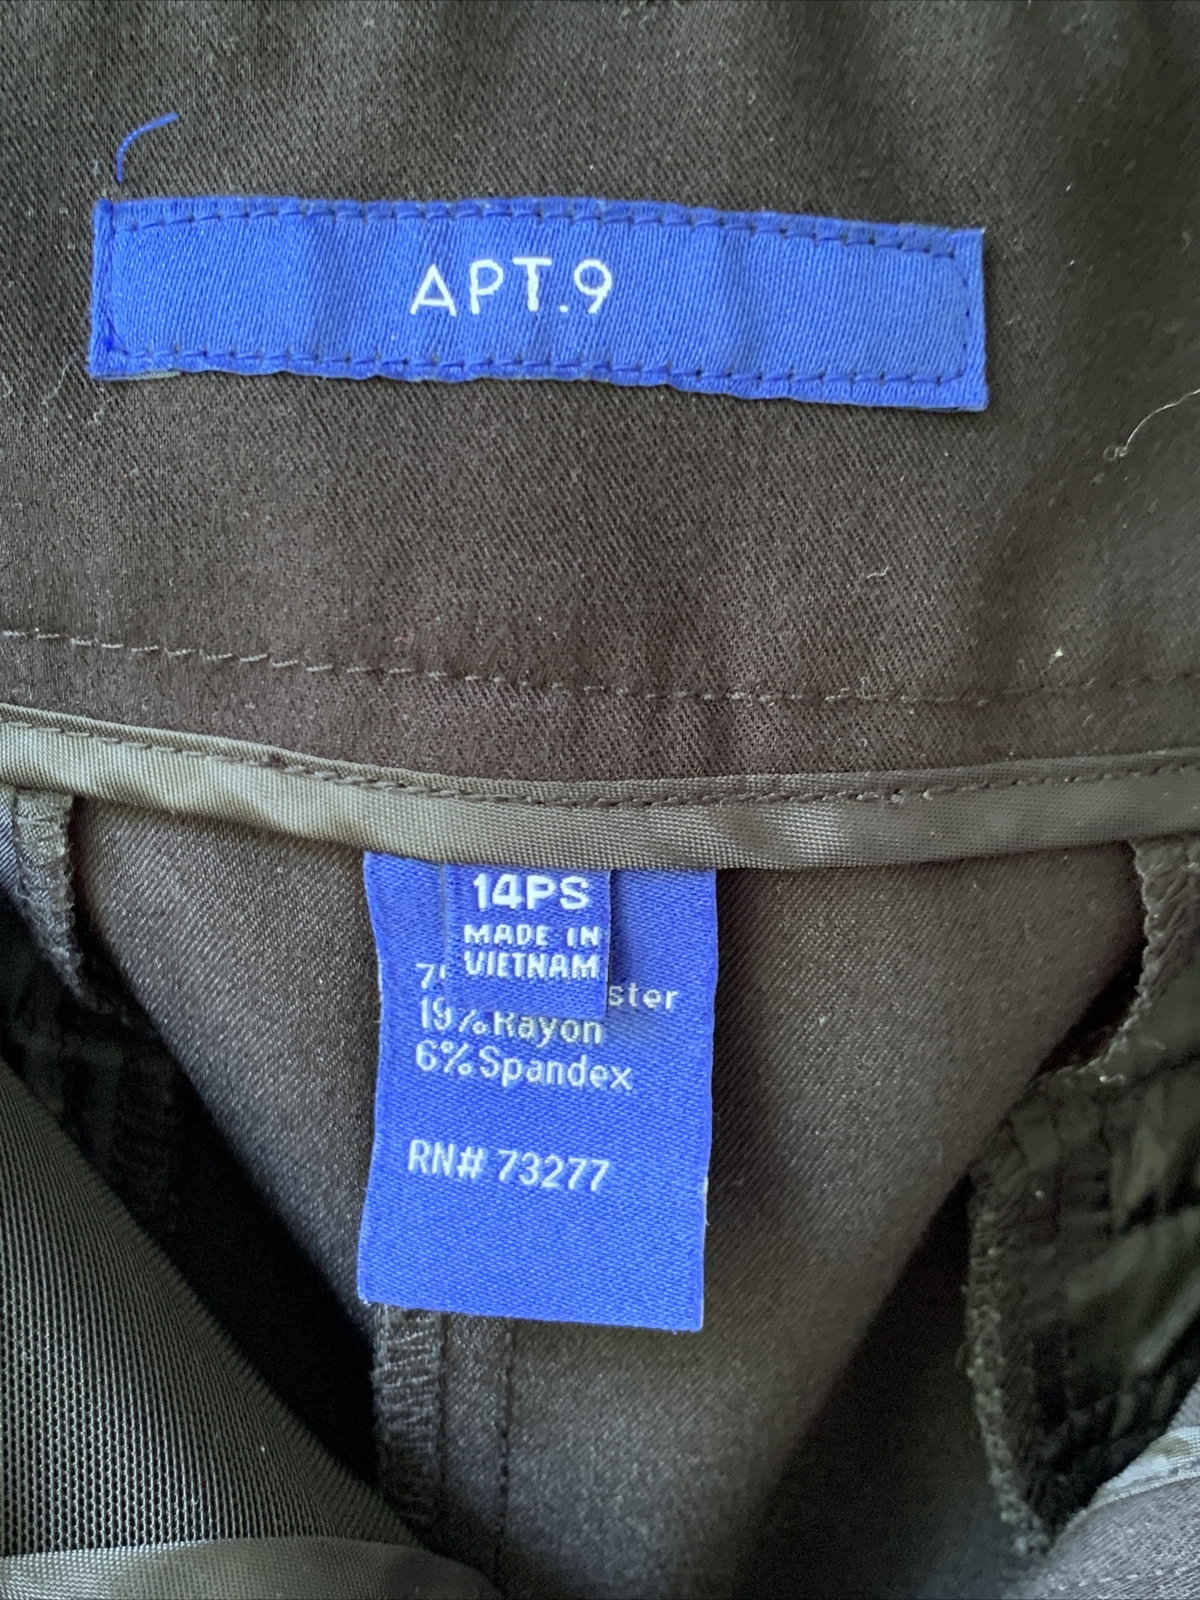 APT.9
14PS
MADE IN
VIETNAM
19% Rayon
6% Spandex
RN# 73277